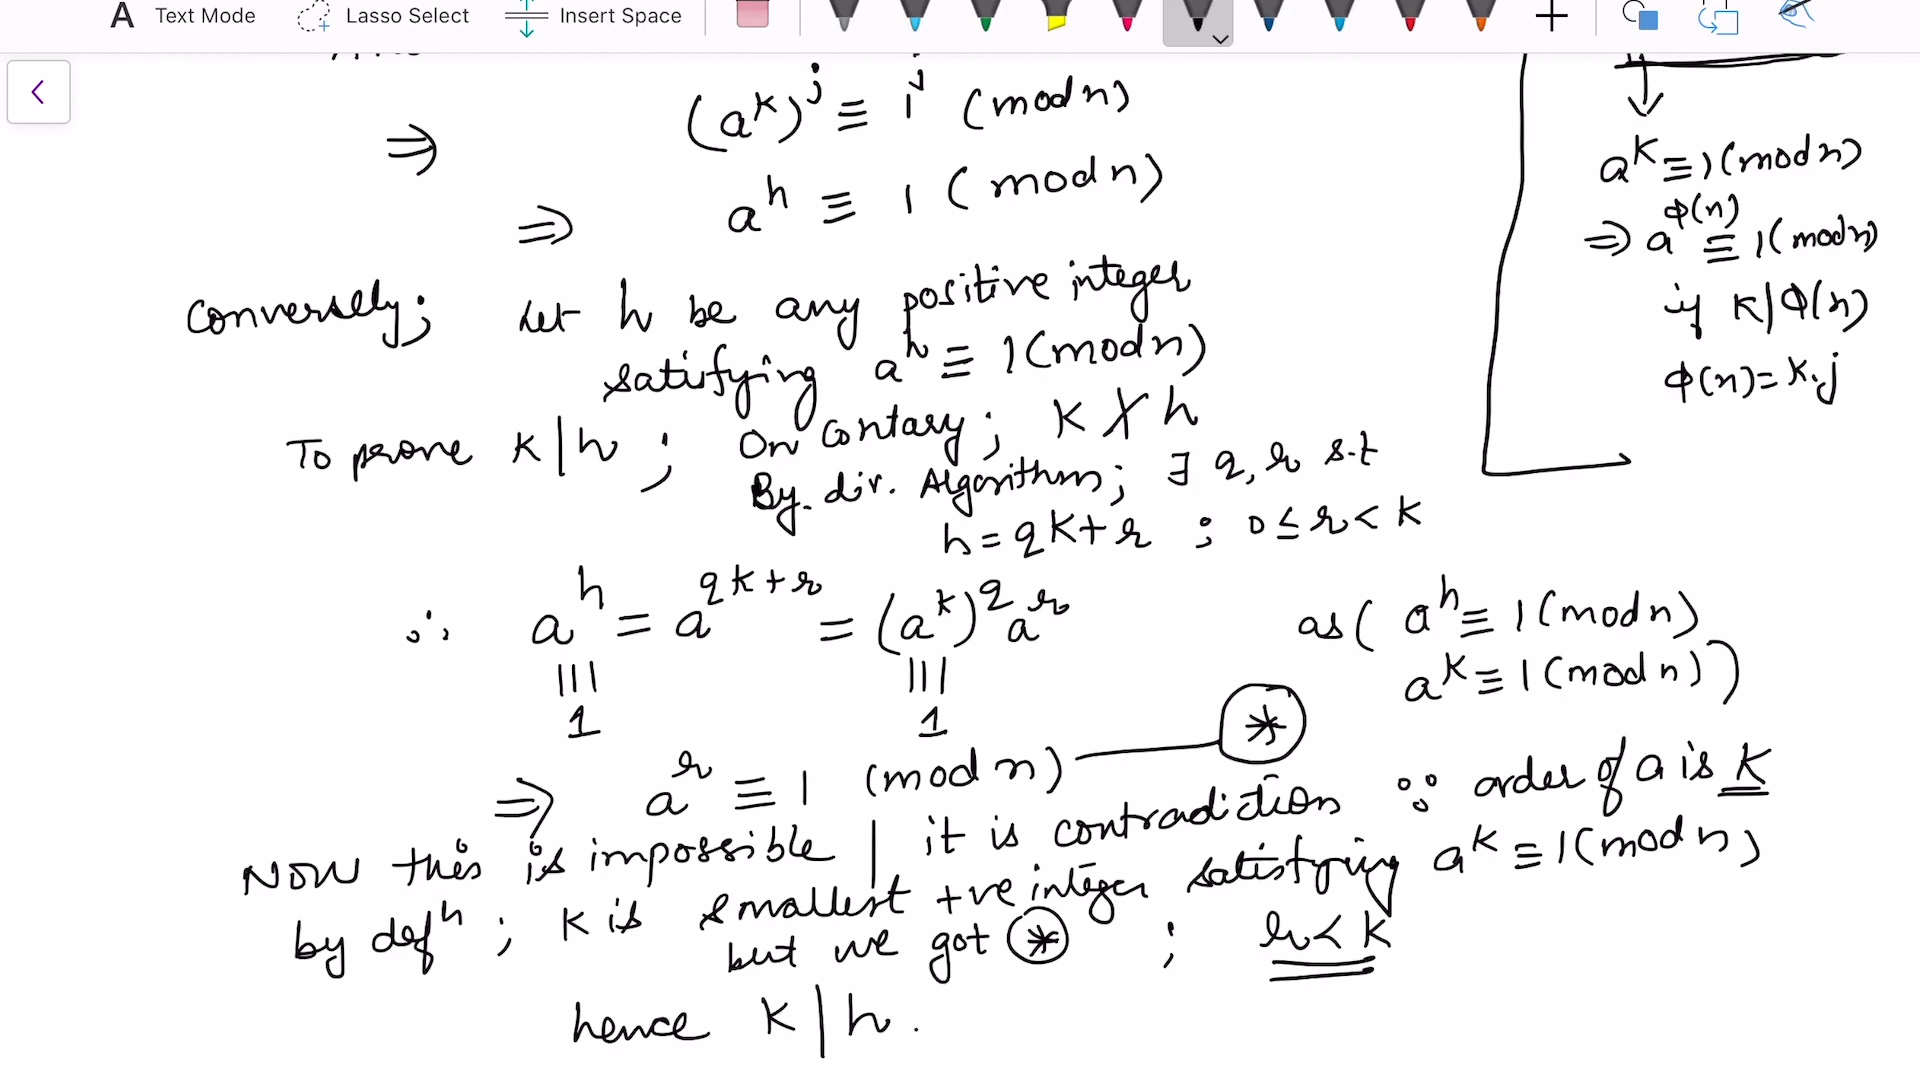 Text Mode Lasso Select Insert Space
⇒ (a^k)^j ≡ 1^j (mod n)
⇒ a^h ≡ 1 (mod n)
Conversely; Let h be any positive integer
satisfying a^h ≡ 1 (mod n)
To prove k|h ; On contary; k ∤ h
By. div. Algorithm; ∃ q, r s.t
h = qk + r ; 0 ≤ r < k
∴ a^h = a^(qk+r) = (a^k)^q a^r
as ( a^h ≡ 1 (mod n)
a^k ≡ 1 (mod n) )
||| |||
1 1
⇒ a^r ≡ 1 (mod n) — ⊛
Now this is impossible | it is contradiction ∵ order of a is k
by defn ; k is smallest +ve integer satisfying a^k ≡ 1 (mod n)
but we got ⊛ ; r < k
hence k | h .
a^k ≡ 1 (mod n)
⇒ a^φ(n) ≡ 1 (mod n)
if k|φ(n)
φ(n) = k.j